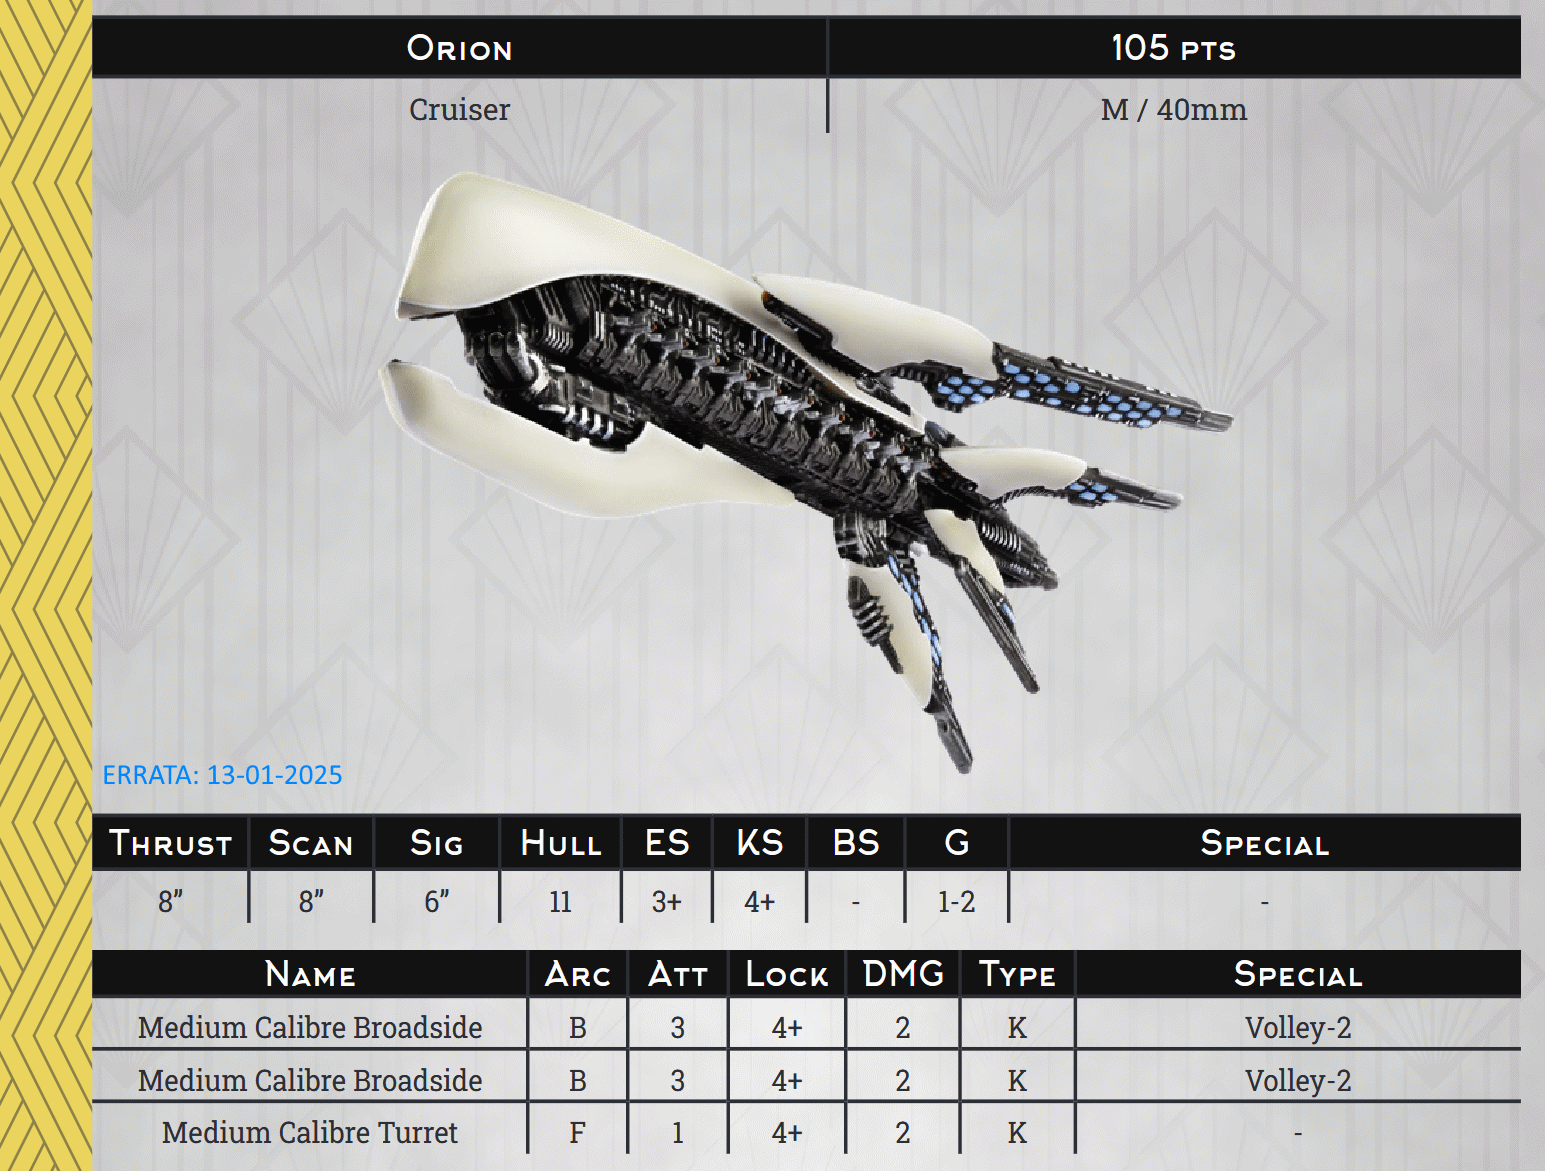 Orion 105 pts
Cruiser M / 40mm
ERRATA: 13-01-2025
Thrust Scan Sig Hull ES KS BS G Special
8” 8” 6” 11 3+ 4+ - 1-2 -
Name Arc Att Lock DMG Type Special
Medium Calibre Broadside B 3 4+ 2 K Volley-2
Medium Calibre Broadside B 3 4+ 2 K Volley-2
Medium Calibre Turret F 1 4+ 2 K -